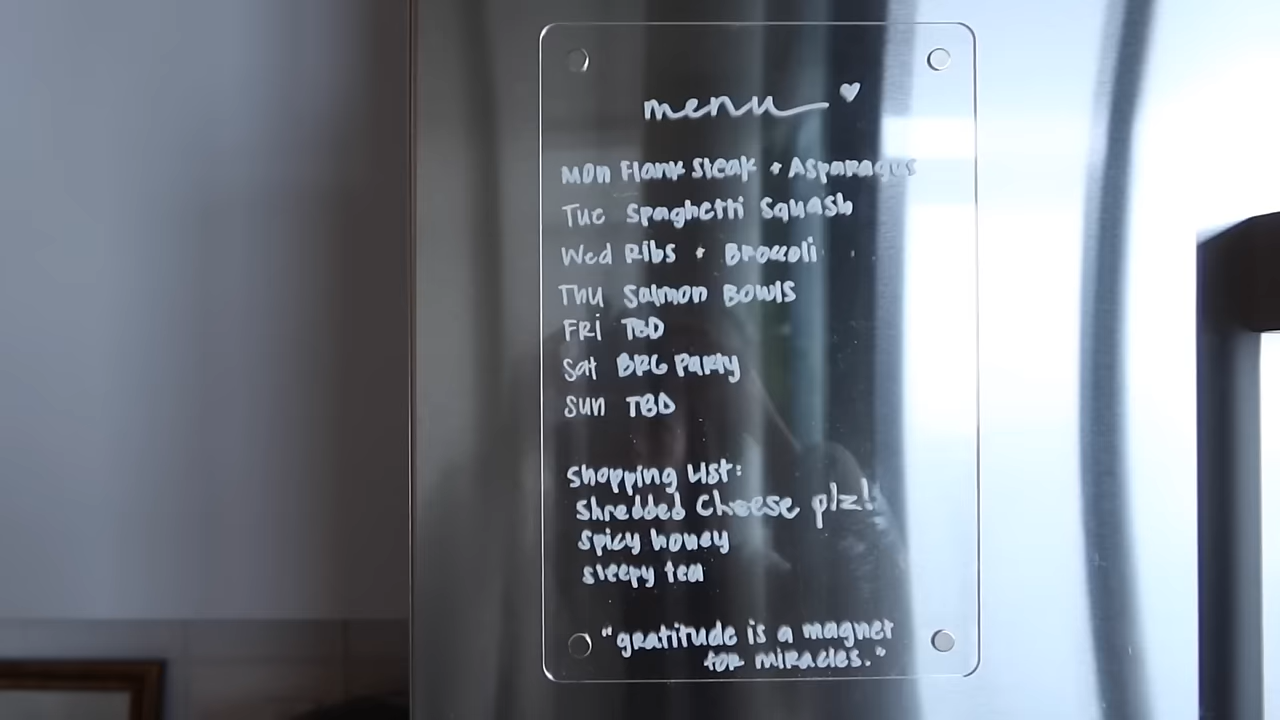 menu
Mon Flank Steak + Asparagus
Tue Spaghetti Squash
Wed Ribs + Broccoli
Thu Salmon Bowls
Fri TBD
Sat BRG Party
Sun TBD
Shopping List:
Shredded Cheese plz!!
spicy honey
sleepy tea
"gratitude is a magnet
for miracles."